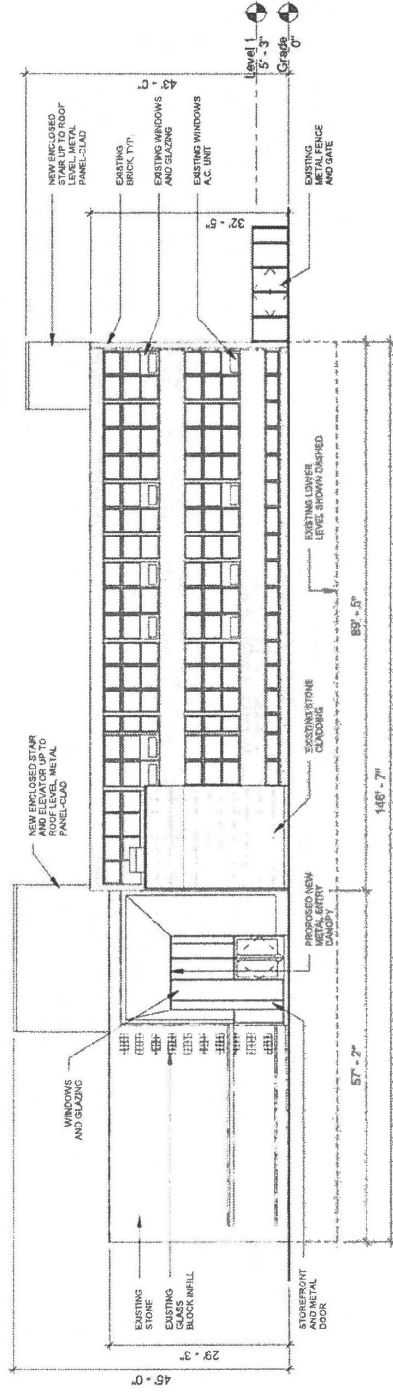 NEW ENCLOSED STAIR
AND ELEVATOR UP TO
ROOF LEVEL, METAL
PANEL-CLAD
NEW ENCLOSED
STAIR UP TO ROOF
LEVEL, METAL
PANEL-CLAD
WINDOWS
AND GLAZING
EXISTING
BRICK, TYP.
EXISTING WINDOWS
AND GLAZING
EXISTING WINDOWS
A.C. UNIT
EXISTING
STONE
EXISTING
GLASS
BLOCK INFILL
STOREFRONT
AND METAL
DOOR
PROPOSED NEW
METAL ENTRY
CANOPY
EXISTING STONE
CLADDING
EXISTING LOWER
LEVEL SHOWN DASHED
EXISTING
METAL FENCE
AND GATE
45' - 0"
29' - 3"
32' - 5"
43' - 0"
Level 1
5' - 3"
Grade
0"
57' - 2"
89' - 5"
146' - 7"